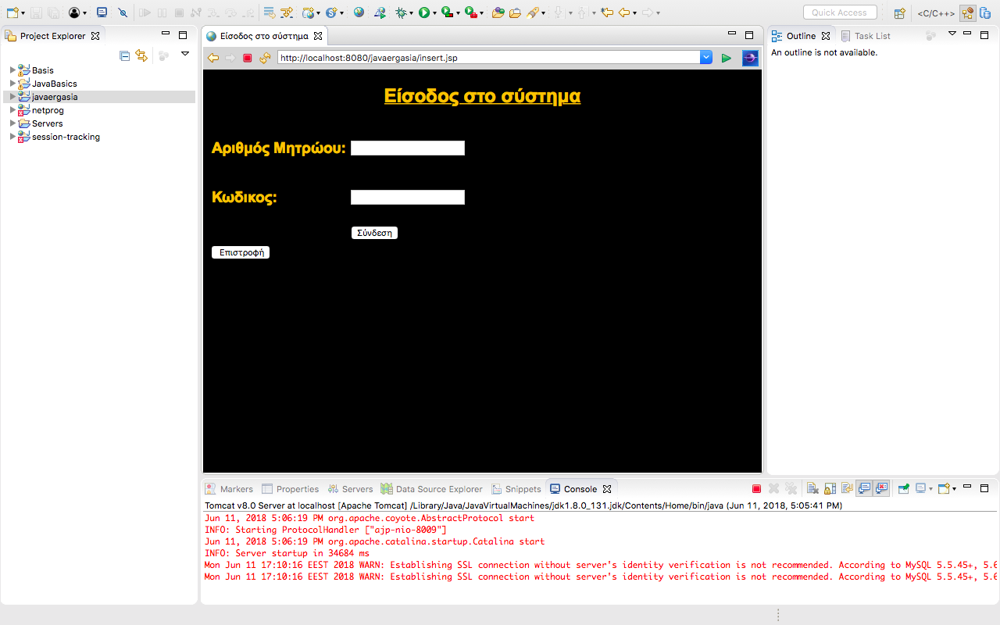 Quick Access
<C/C++>
Project Explorer
Basis
JavaBasics
javaergasia
netprog
Servers
session-tracking
Είσοδος στο σύστημα
http://localhost:8080/javaergasia/insert.jsp
Είσοδος στο σύστημα
Αριθμός Μητρώου:
Κωδικος:
Σύνδεση
Επιστροφή
Outline Task List
An outline is not available.
Markers Properties Servers Data Source Explorer Snippets Console
Tomcat v8.0 Server at localhost [Apache Tomcat] /Library/Java/JavaVirtualMachines/jdk1.8.0_131.jdk/Contents/Home/bin/java (Jun 11, 2018, 5:05:41 PM)
Jun 11, 2018 5:06:19 PM org.apache.coyote.AbstractProtocol start
INFO: Starting ProtocolHandler ["ajp-nio-8009"]
Jun 11, 2018 5:06:19 PM org.apache.catalina.startup.Catalina start
INFO: Server startup in 34684 ms
Mon Jun 11 17:10:16 EEST 2018 WARN: Establishing SSL connection without server's identity verification is not recommended. According to MySQL 5.5.45+, 5.6
Mon Jun 11 17:10:16 EEST 2018 WARN: Establishing SSL connection without server's identity verification is not recommended. According to MySQL 5.5.45+, 5.6